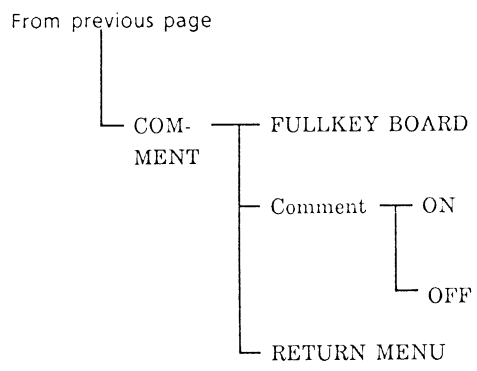 From previous page
COM- FULLKEY BOARD
MENT
Comment ON
OFF
RETURN MENU